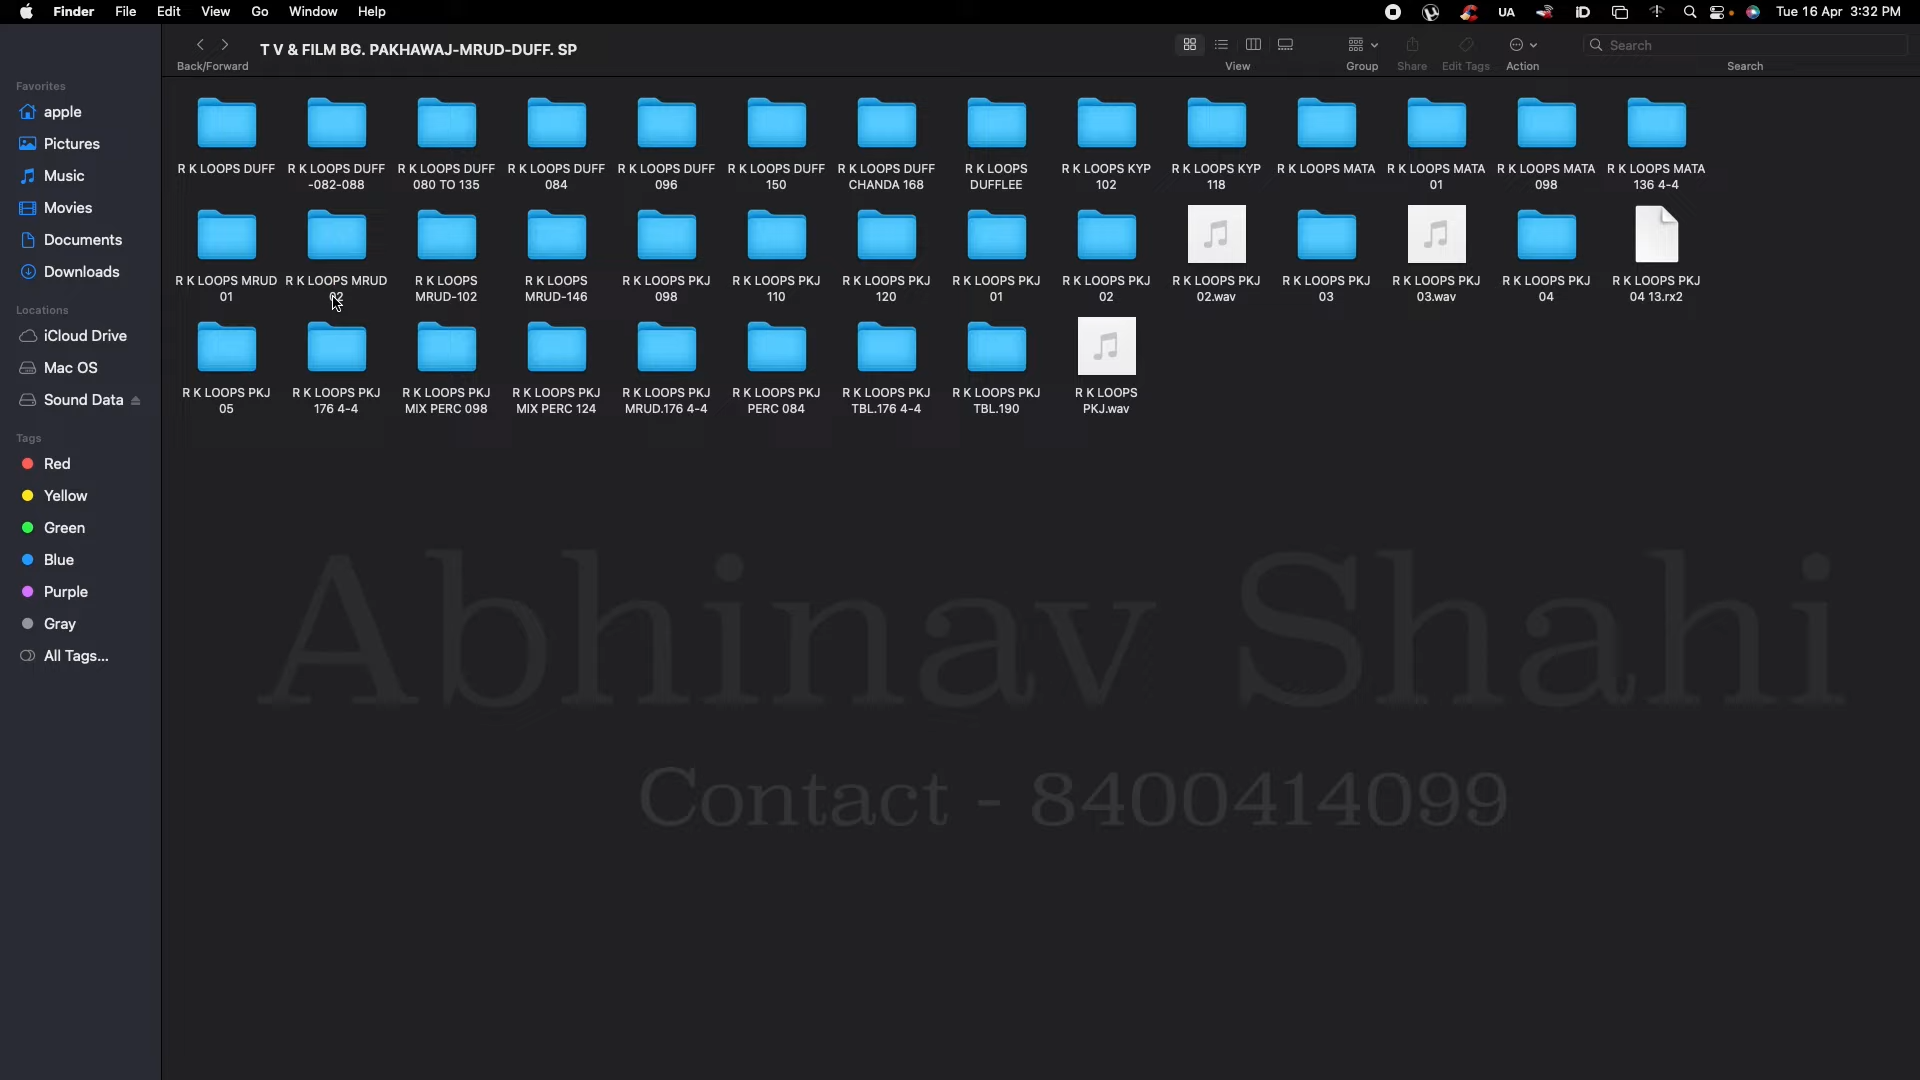 Finder File Edit View Go Window Help UA iD Tue 16 Apr 3:32 PM
T V & FILM BG. PAKHAWAJ-MRUD-DUFF. SP
Search
Back/Forward View Group Share Edit Tags Action Search
Favorites
apple
Pictures
Music
Movies
Documents
Downloads
Locations
iCloud Drive
Mac OS
Sound Data
Tags
Red
Yellow
Green
Blue
Purple
Gray
All Tags...
R K LOOPS DUFF R K LOOPS DUFF R K LOOPS DUFF R K LOOPS DUFF R K LOOPS DUFF R K LOOPS DUFF R K LOOPS DUFF R K LOOPS R K LOOPS KYP R K LOOPS KYP R K LOOPS MATA R K LOOPS MATA R K LOOPS MATA R K LOOPS MATA
-082-088 080 TO 135 084 096 150 CHANDA 168 DUFFLEE 102 118 01 098 136 4-4
R K LOOPS MRUD R K LOOPS MRUD R K LOOPS R K LOOPS R K LOOPS PKJ R K LOOPS PKJ R K LOOPS PKJ R K LOOPS PKJ R K LOOPS PKJ R K LOOPS PKJ R K LOOPS PKJ R K LOOPS PKJ R K LOOPS PKJ R K LOOPS PKJ
01 02 MRUD-102 MRUD-146 098 110 120 01 02 02.wav 03 03.wav 04 04 13.rx2
R K LOOPS PKJ R K LOOPS PKJ R K LOOPS PKJ R K LOOPS PKJ R K LOOPS PKJ R K LOOPS PKJ R K LOOPS PKJ R K LOOPS PKJ R K LOOPS
05 176 4-4 MIX PERC 098 MIX PERC 124 MRUD.176 4-4 PERC 084 TBL.176 4-4 TBL.190 PKJ.wav
Abhinav Shahi
Contact - 8400414099